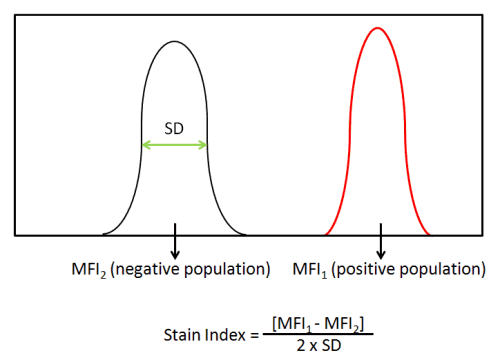 SD
MFI₂ (negative population)
MFI₁ (positive population)
Stain Index = [MFI₁ - MFI₂]
2 x SD